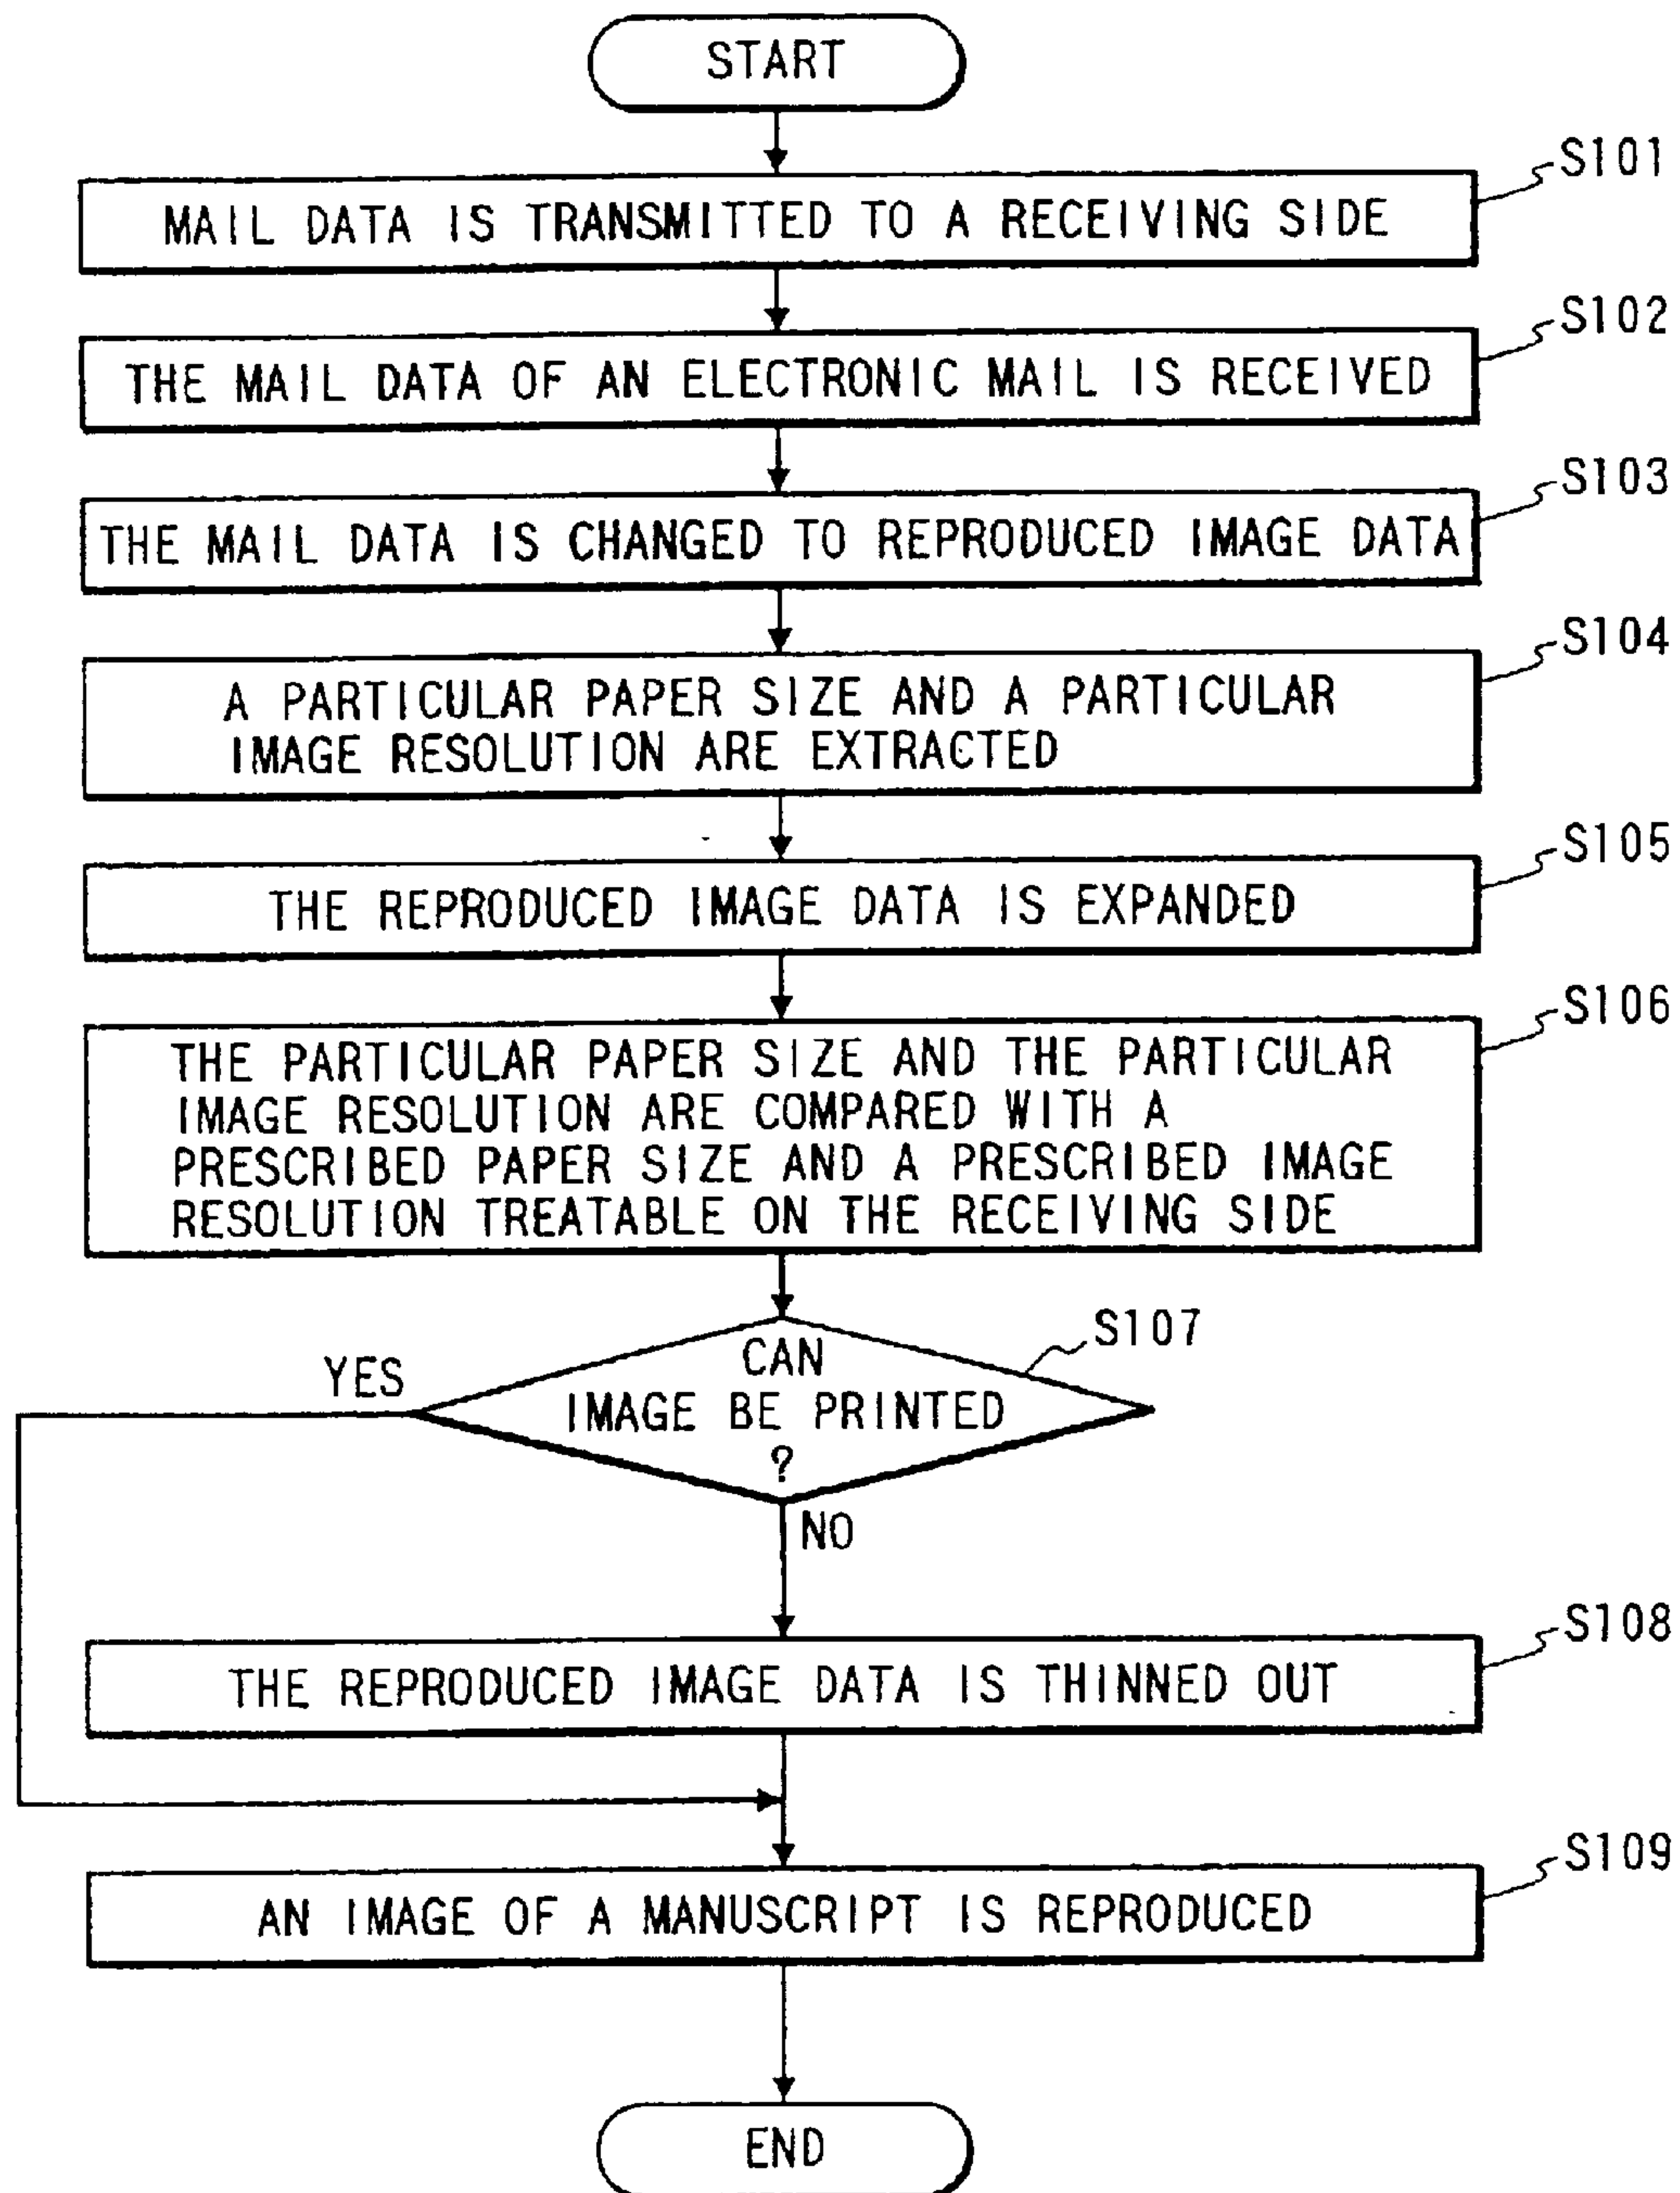 START
S101
MAIL DATA IS TRANSMITTED TO A RECEIVING SIDE
S102
THE MAIL DATA OF AN ELECTRONIC MAIL IS RECEIVED
S103
THE MAIL DATA IS CHANGED TO REPRODUCED IMAGE DATA
S104
A PARTICULAR PAPER SIZE AND A PARTICULAR
IMAGE RESOLUTION ARE EXTRACTED
S105
THE REPRODUCED IMAGE DATA IS EXPANDED
S106
THE PARTICULAR PAPER SIZE AND THE PARTICULAR
IMAGE RESOLUTION ARE COMPARED WITH A
PRESCRIBED PAPER SIZE AND A PRESCRIBED IMAGE
RESOLUTION TREATABLE ON THE RECEIVING SIDE
S107
CAN
IMAGE BE PRINTED
?
YES
NO
S108
THE REPRODUCED IMAGE DATA IS THINNED OUT
S109
AN IMAGE OF A MANUSCRIPT IS REPRODUCED
END